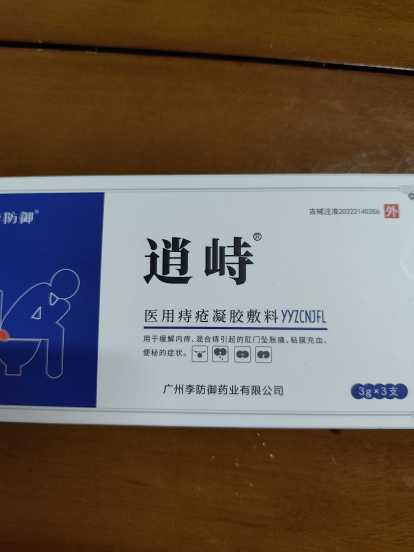 防御®
吉械注准20222140356
外
逍峙®
医用痔疮凝胶敷料YYZCNJFL
用于缓解内痔、混合痔引起的肛门坠胀痛、粘膜充血、
便秘的症状。
广州李防御药业有限公司
3g×3支